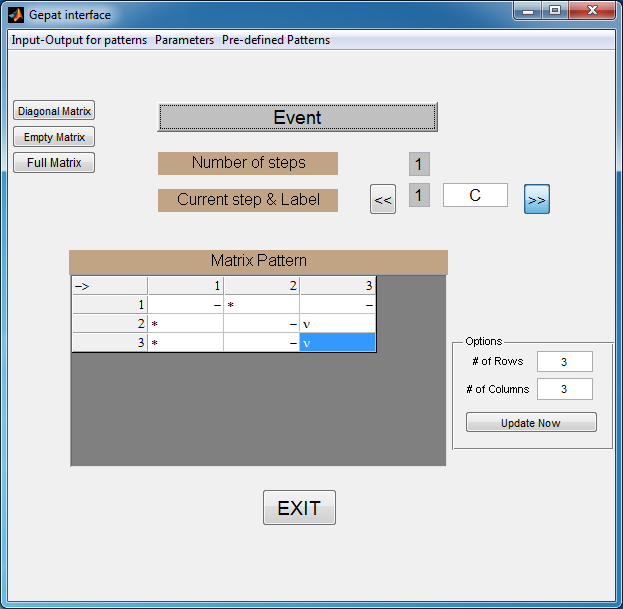 Gepat interface
Input-Output for patterns Parameters Pre-defined Patterns
Diagonal Matrix
Empty Matrix
Full Matrix
Event
Number of steps 1
Current step & Label << 1 C >>
Matrix Pattern
-> 1 2 3
1 – * –
2 * – v
3 * – v
Options
# of Rows 3
# of Columns 3
Update Now
EXIT